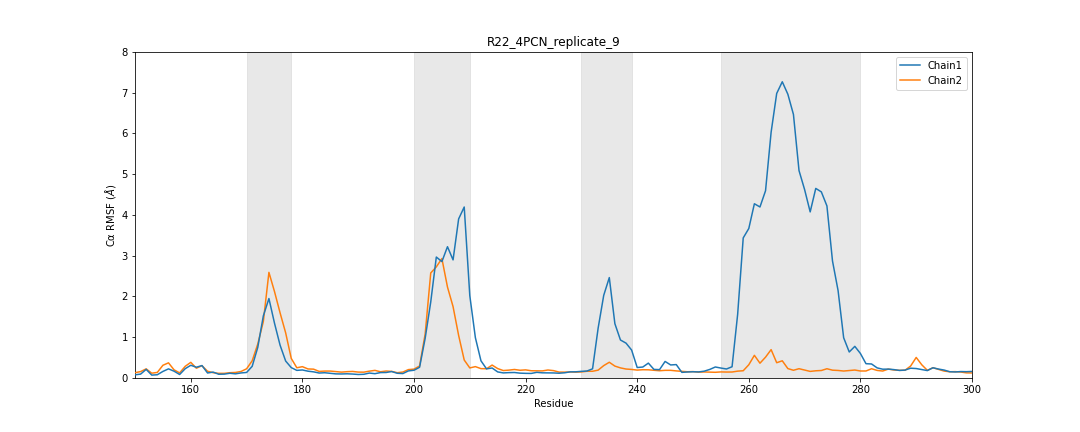 R22_4PCN_replicate_9
Chain1
Chain2
Cα RMSF (Å)
8
7
6
5
4
3
2
1
0
160 180 200 220 240 260 280 300
Residue